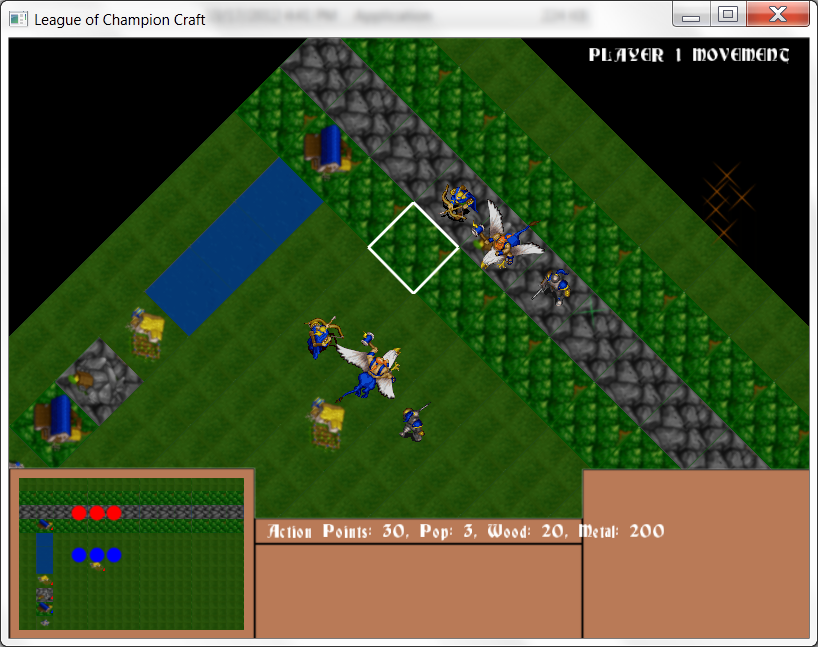 League of Champion Craft
PLAYER 1 MOVEMENT
Action Points: 30, Pop: 3, Wood: 20, Metal: 200